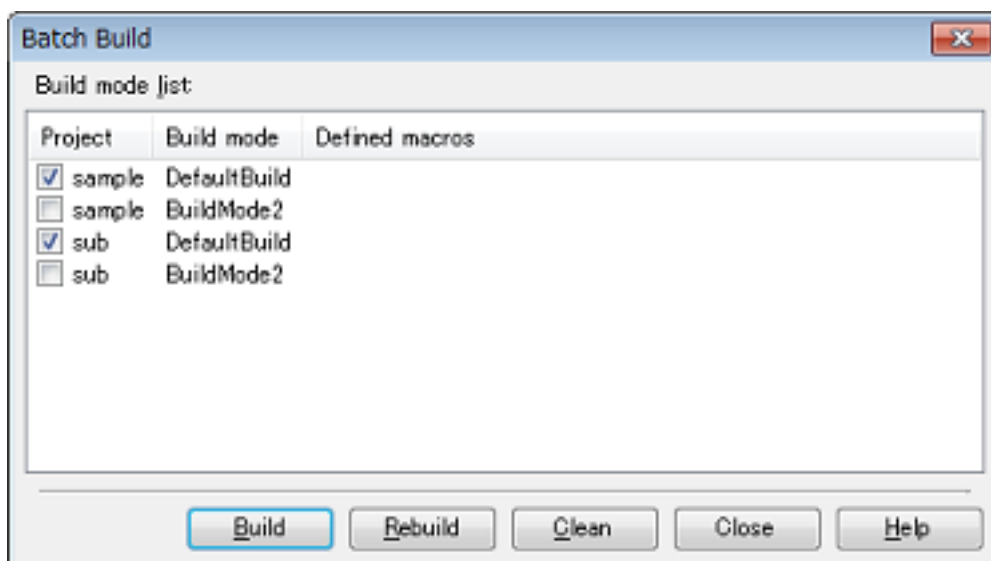 Batch Build
Build mode list:
Project Build mode Defined macros
sample DefaultBuild
sample BuildMode2
sub DefaultBuild
sub BuildMode2
Build Rebuild Clean Close Help